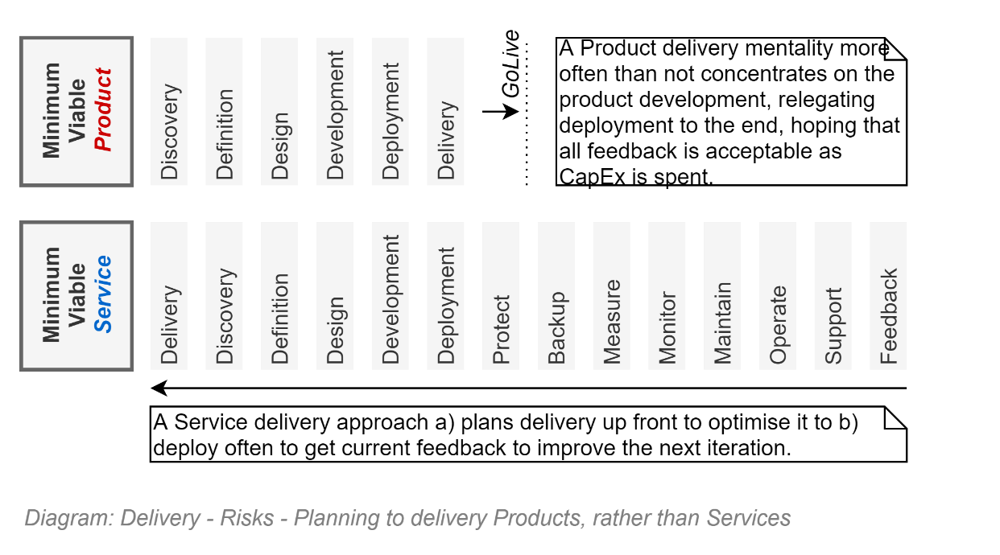 Minimum
Viable
Product
Discovery
Definition
Design
Development
Deployment
Delivery
GoLive
A Product delivery mentality more
often than not concentrates on the
product development, relegating
deployment to the end, hoping that
all feedback is acceptable as
CapEx is spent.
Minimum
Viable
Service
Delivery
Discovery
Definition
Design
Development
Deployment
Protect
Backup
Measure
Monitor
Maintain
Operate
Support
Feedback
A Service delivery approach a) plans delivery up front to optimise it to b)
deploy often to get current feedback to improve the next iteration.
Diagram: Delivery - Risks - Planning to delivery Products, rather than Services